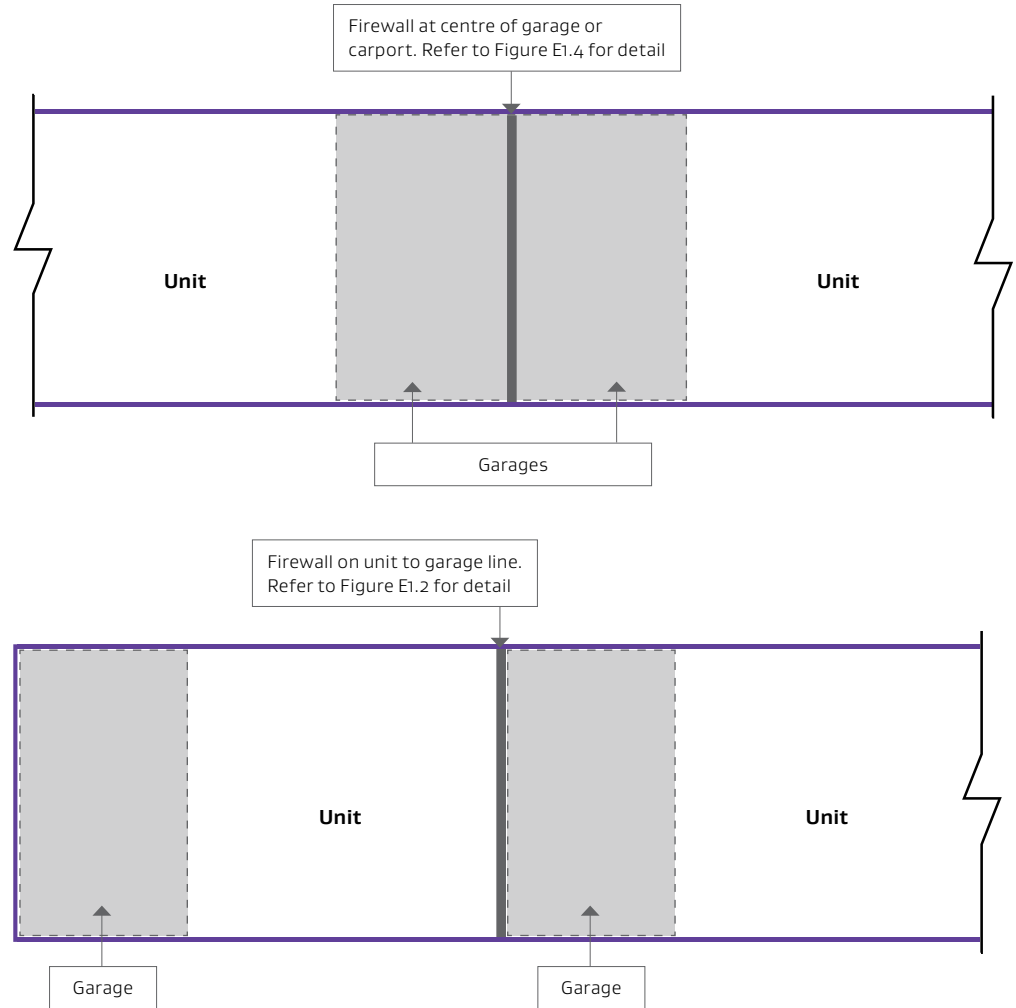 Firewall at centre of garage or
carport. Refer to Figure E1.4 for detail
Unit
Unit
Garages
Firewall on unit to garage line.
Refer to Figure E1.2 for detail
Unit
Unit
Garage
Garage